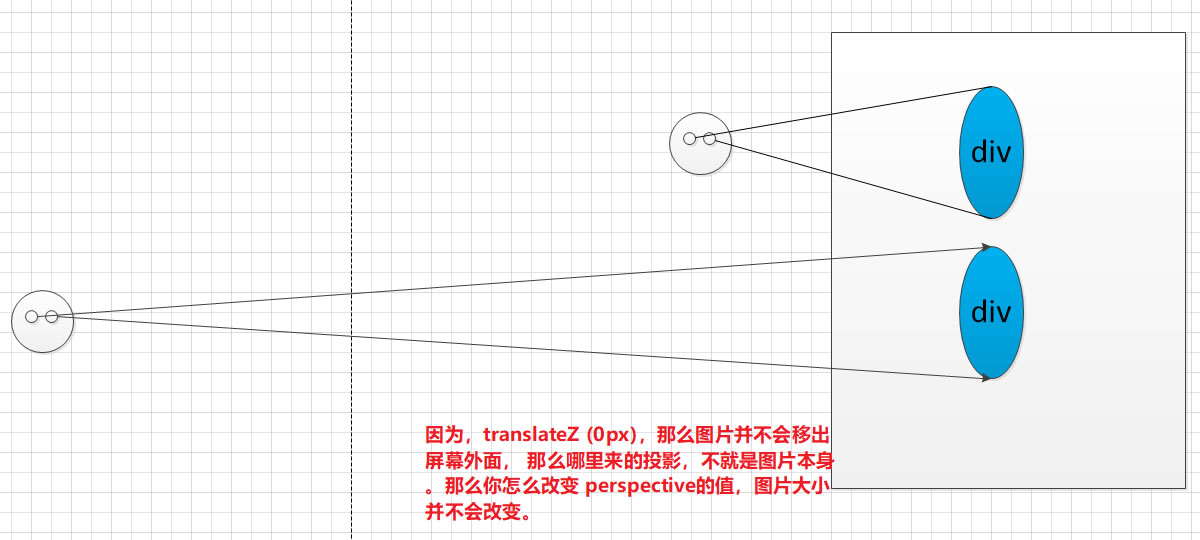 div
div
因为，translateZ (0px)，那么图片并不会移出
屏幕外面， 那么哪里来的投影，不就是图片本身
。那么你怎么改变 perspective的值，图片大小
并不会改变。